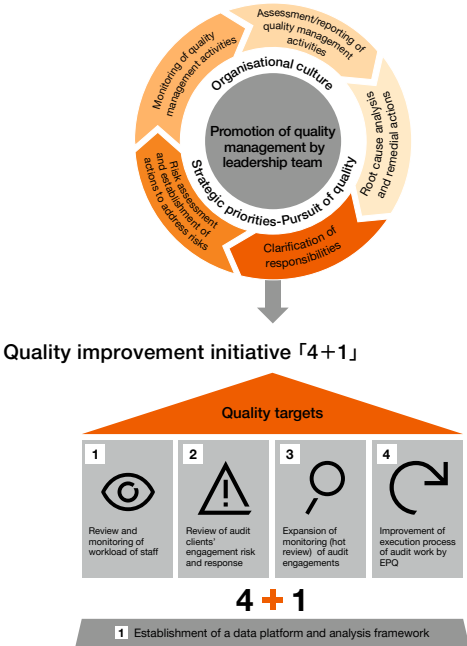 Assessment/reporting of
quality management
activities
Monitoring of quality
management activities
Organisational culture
Root cause analysis
and remedial actions
Promotion of quality
management by
leadership team
Risk assessment
and establishment of
actions to address risks
Strategic priorities-Pursuit of quality
Clarification of
responsibilities
Quality improvement initiative「4+1」
Quality targets
1
Review and
monitoring of
workload of staff
2
Review of audit
clients'
engagement risk
and response
3
Expansion of
monitoring (hot
review) of audit
engagements
4
Improvement of
execution process
of audit work by
EPQ
4 + 1
1 Establishment of a data platform and analysis framework